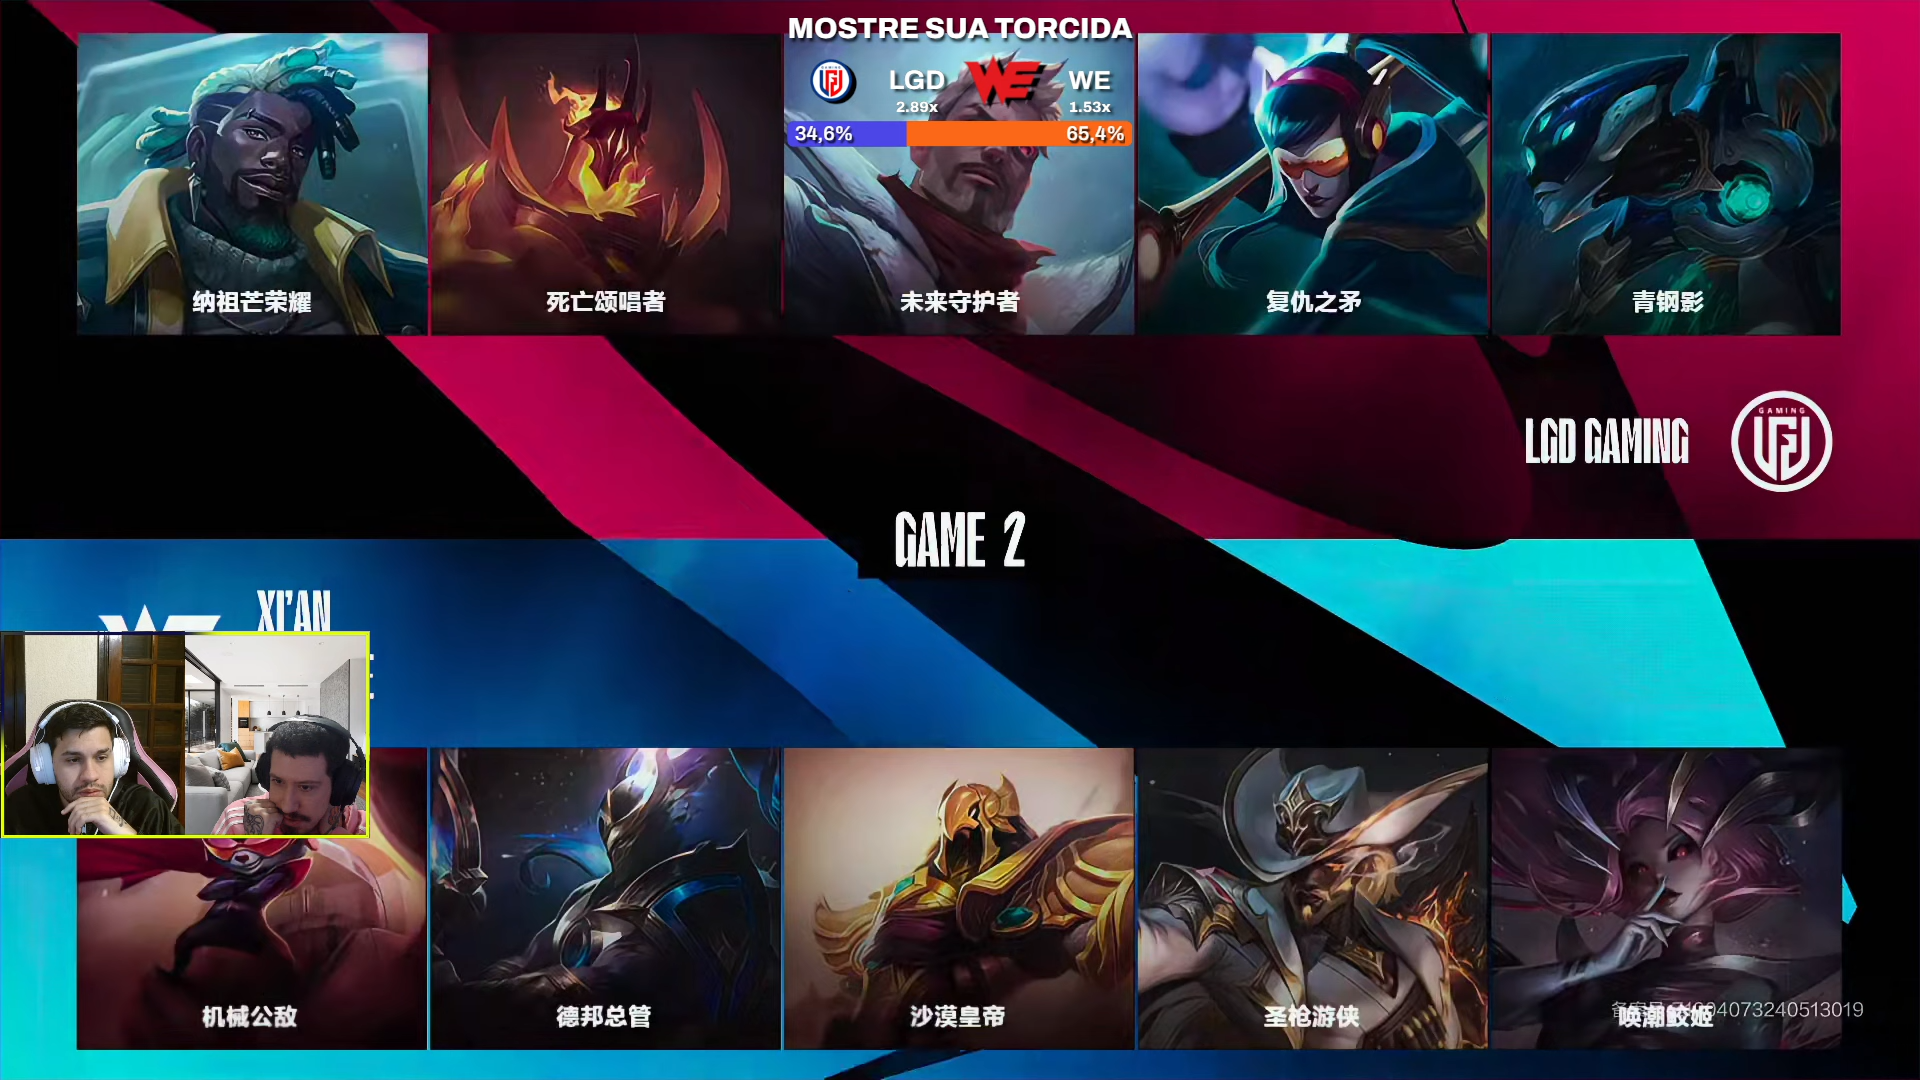 MOSTRE SUA TORCIDA
GAMING
LGD
2.89x
WE
WE
1.53x
34,6%
65,4%
纳祖芒荣耀
死亡颂唱者
未来守护者
复仇之矛
青钢影
LGD GAMING
GAMING
GAME 2
XI'AN
机械公敌
德邦总管
沙漠皇帝
圣枪游侠
唤潮鲛姬
04073240513019